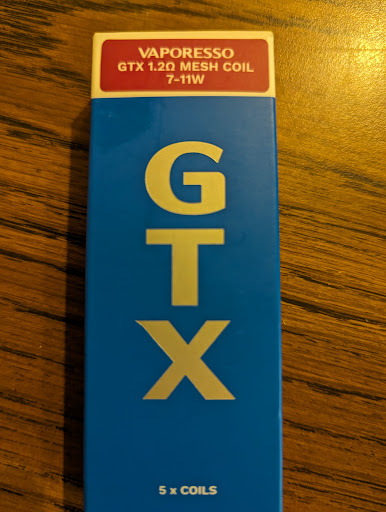 VAPORESSO
GTX 1.2Ω MESH COIL
7-11W
G
T
X
5 x COILS